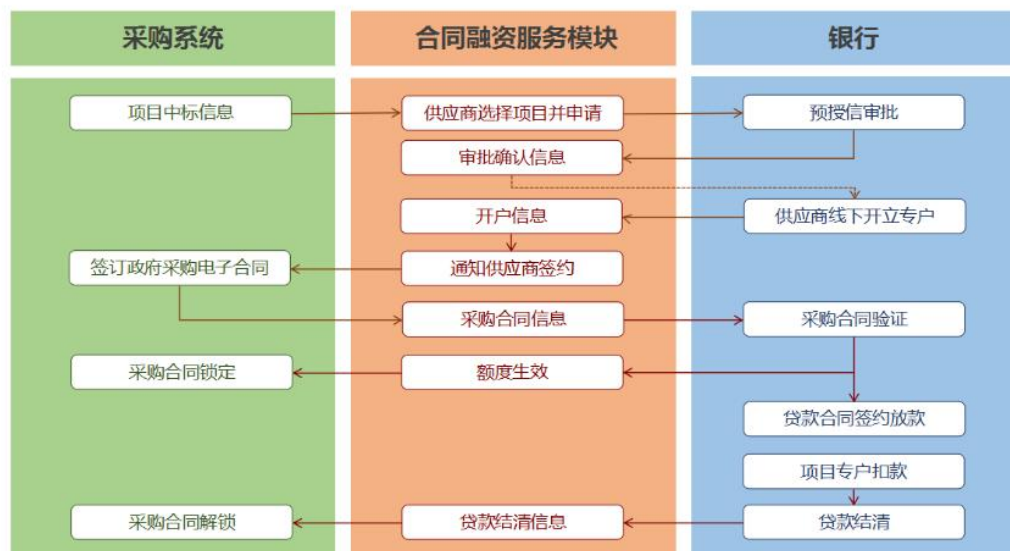 采购系统
合同融资服务模块
银行
项目中标信息
供应商选择项目并申请
预授信审批
审批确认信息
开户信息
供应商线下开立专户
签订政府采购电子合同
通知供应商签约
采购合同信息
采购合同验证
采购合同锁定
额度生效
贷款合同签约放款
项目专户扣款
采购合同解锁
贷款结清信息
贷款结清